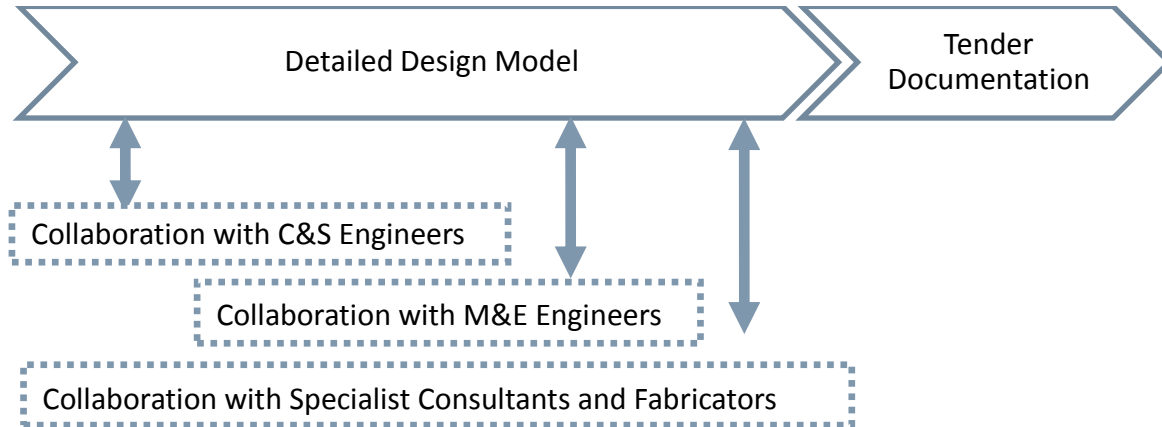 Detailed Design Model
Tender
Documentation
Collaboration with C&S Engineers
Collaboration with M&E Engineers
Collaboration with Specialist Consultants and Fabricators